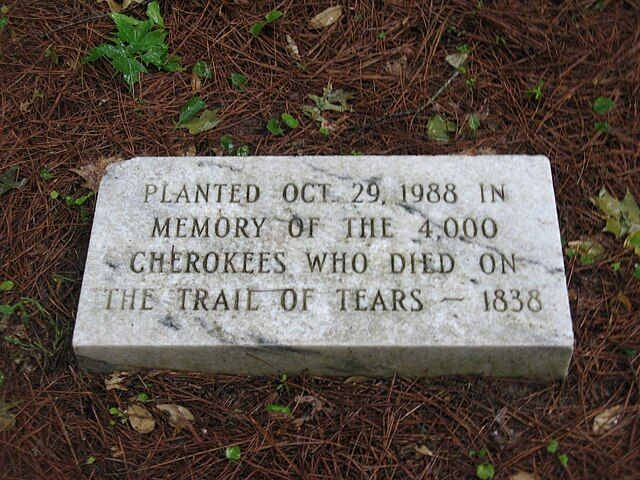 PLANTED OCT. 29, 1988 IN
MEMORY OF THE 4,000
CHEROKEES WHO DIED ON
THE TRAIL OF TEARS — 1838